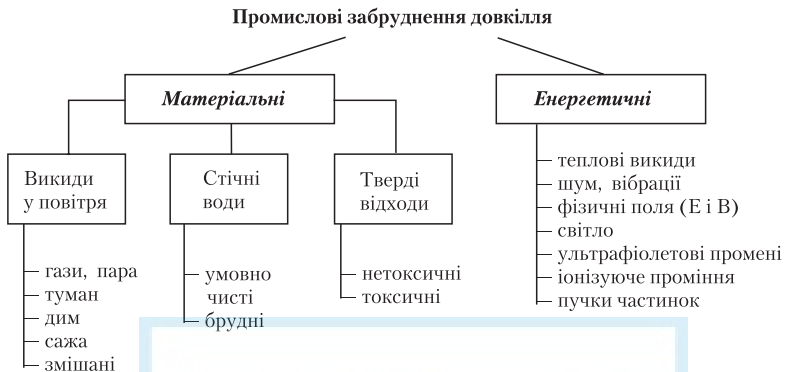 Промислові забруднення довкілля
Матеріальні
Енергетичні
Викиди
у повітря
Стічні
води
Тверді
відходи
гази, пара
туман
дим
сажа
змішані
умовно
чисті
брудні
нетоксичні
токсичні
теплові викиди
шум, вібрації
фізичні поля (Е і В)
світло
ультрафіолетові промені
іонізуюче проміння
пучки частинок